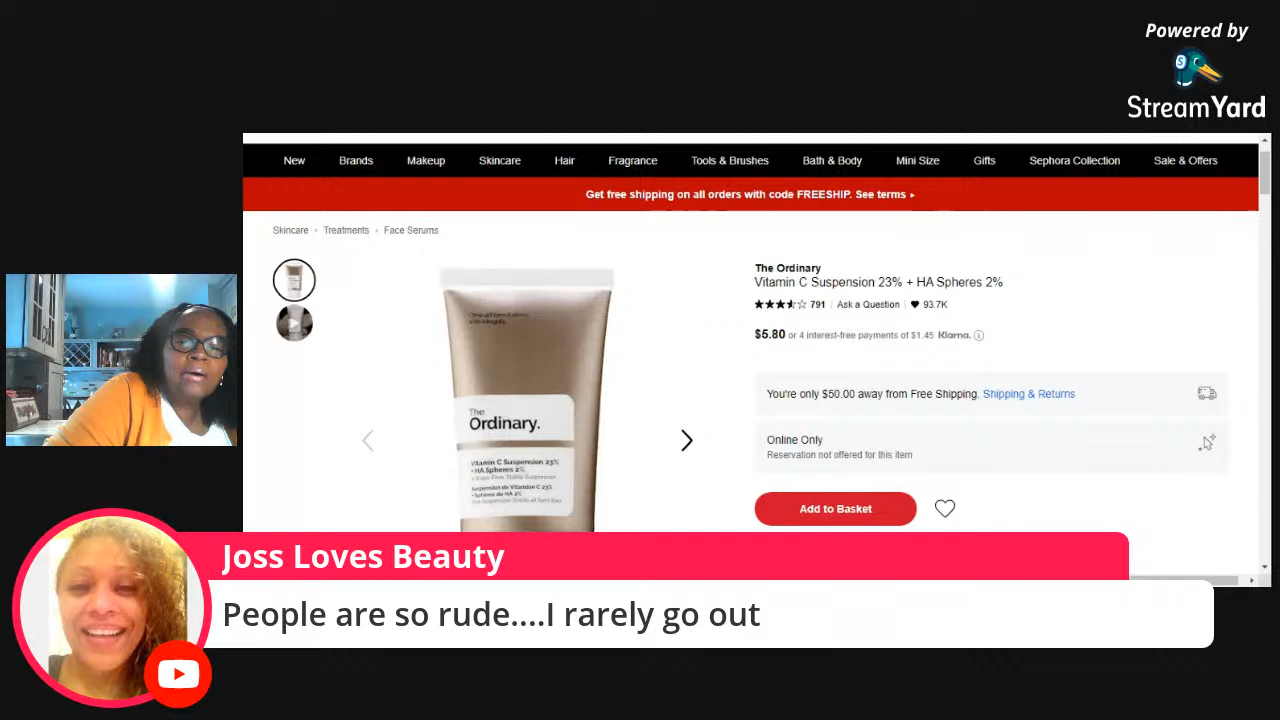 Powered by
StreamYard
New Brands Makeup Skincare Hair Fragrance Tools & Brushes Bath & Body Mini Size Gifts Sephora Collection Sale & Offers
Get free shipping on all orders with code FREESHIP. See terms ▸
Skincare › Treatments › Face Serums
The Ordinary
Vitamin C Suspension 23% + HA Spheres 2%
791 | Ask a Question | 93.7K
$5.80 or 4 interest-free payments of $1.45 Klarna.
You're only $50.00 away from Free Shipping. Shipping & Returns
Online Only
Reservation not offered for this item
Add to Basket
The
Ordinary.
Vitamin C Suspension 23%
+ HA Spheres 2%
Suspension de Vitamine C 23%
+ Sphères de HA 2%
Joss Loves Beauty
People are so rude....I rarely go out